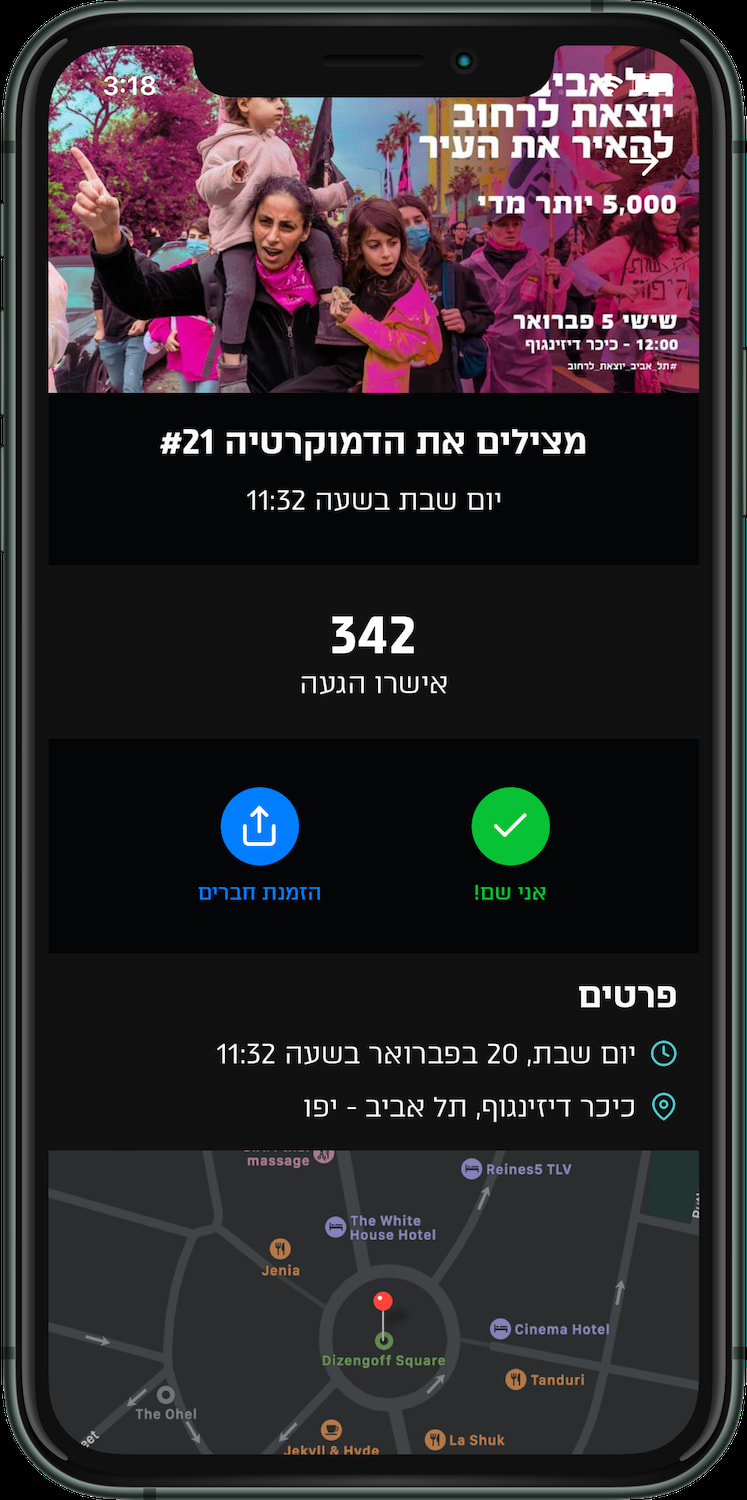 3:18
תל אביב
יוצאת לרחוב
להאיר את העיר
5,000 יותר מדי
שישי 5 פברואר
12:00 - כיכר דיזינגוף
#תל_אביב_יוצאת_לרחוב
מצילים את הדמוקרטיה #21
יום שבת בשעה 11:32
342
אישרו הגעה
אני שם!
הזמנת חברים
פרטים
יום שבת, 20 בפברואר בשעה 11:32
כיכר דיזינגוף, תל אביב - יפו
massage
Reines5 TLV
The White
House Hotel
Jenia
Cinema Hotel
Dizengoff Square
Tanduri
The Ohel
Jekyll & Hyde
La Shuk